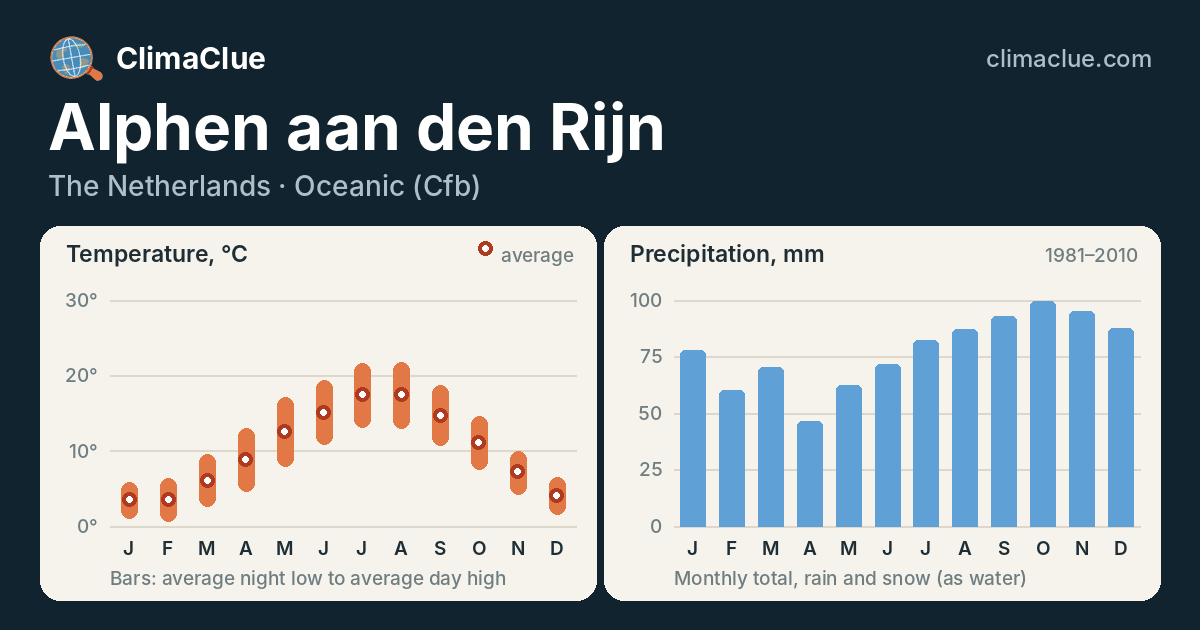 ClimaClue
climaclue.com
Alphen aan den Rijn
The Netherlands · Oceanic (Cfb)
Temperature, °C
average
30°
20°
10°
0°
J F M A M J J A S O N D
Bars: average night low to average day high
Precipitation, mm
1981–2010
100
75
50
25
0
J F M A M J J A S O N D
Monthly total, rain and snow (as water)